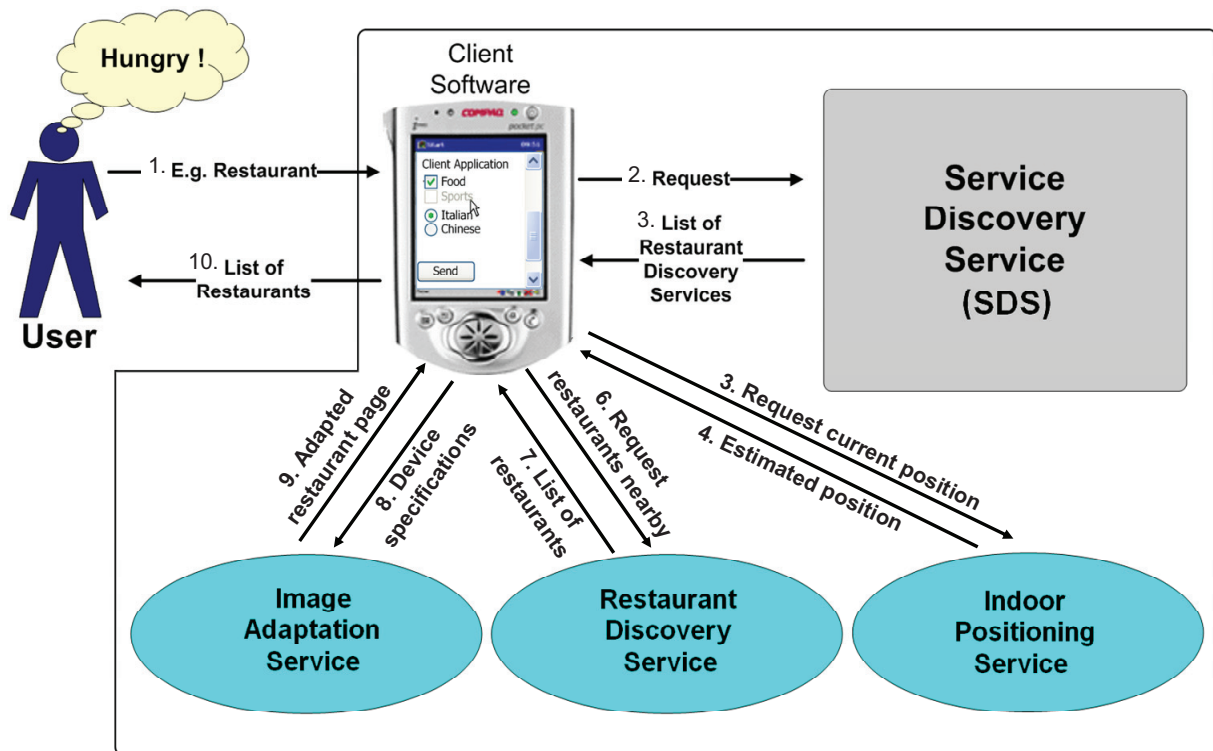 Hungry !
Client
Software
COMPAQ
pocket pc
Start
Client Application
Food
Sports
Italian
Chinese
Send
User
1. E.g. Restaurant
2. Request
3. List of
Restaurant
Discovery
Services
10. List of
Restaurants
Service
Discovery
Service
(SDS)
9. Adapted
restaurant page
8. Device
specifications
7. List of
restaurants
6. Request
restaurants nearby
3. Request current position
4. Estimated position
Image
Adaptation
Service
Restaurant
Discovery
Service
Indoor
Positioning
Service